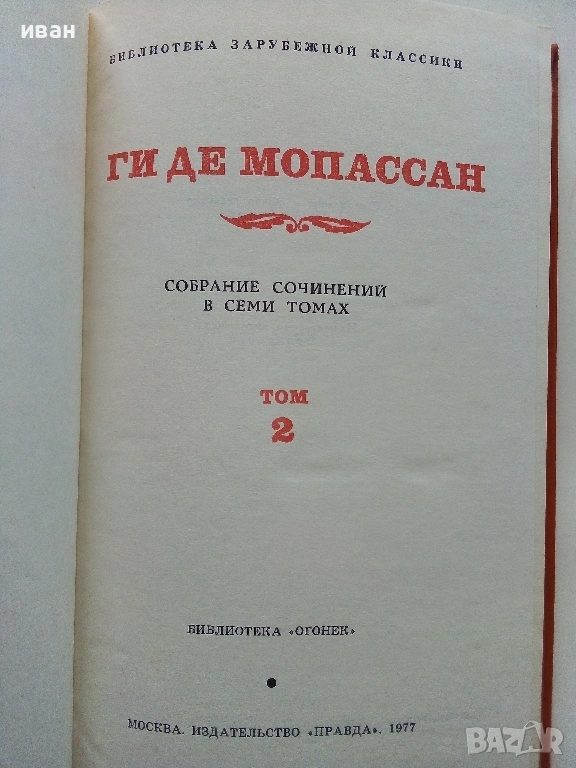 иван
БИБЛИОТЕКА ЗАРУБЕЖНОЙ КЛАССИКИ
ГИ ДЕ МОПАССАН
СОБРАНИЕ СОЧИНЕНИЙ
В СЕМИ ТОМАХ
ТОМ
2
БИБЛИОТЕКА «ОГОНЕК»
МОСКВА. ИЗДАТЕЛЬСТВО «ПРАВДА». 1977
BAZAR